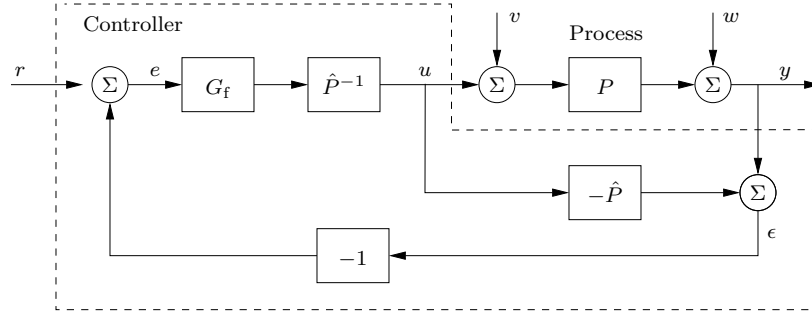 Controller
v
w
Process
r
Σ
e
G_f
P̂⁻¹
u
Σ
P
Σ
y
−P̂
Σ
ϵ
−1